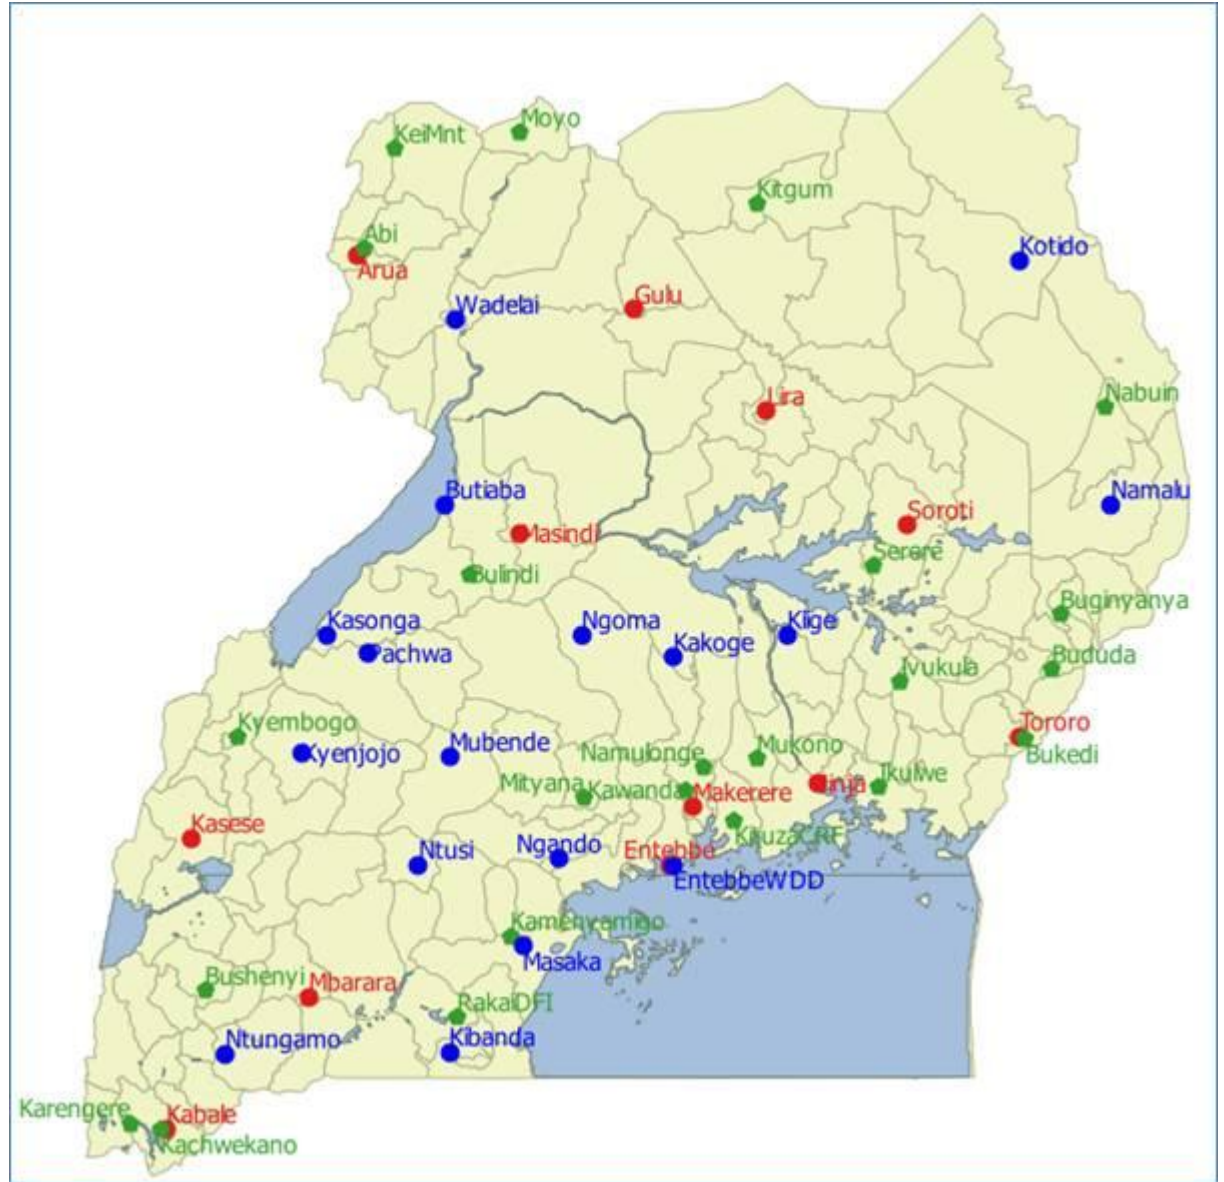 Moyo
KeiMnt
Kitgum
Abi
Kotido
Arua
Gulu
Wadelai
Nabuin
Lira
Butiaba
Namalu
Soroti
Masindi
Serere
Bulindi
Buginyanya
Kasonga
Ngoma
Klige
Kakoge
Pachwa
Bududa
Ivukula
Kyembogo
Tororo
Mubende
Mukono
Kyenjojo
Namulonge
Bukedi
Ikulwe
Mityana
Kawanda
Makerere
Jinja
Kasese
KituzaCRF
Ngando
Entebbe
Ntusi
EntebbeWDD
Kamenyamigo
Masaka
Bushenyi
Mbarara
RakaiDFI
Ntungamo
Kibanda
Karengere
Kabale
Kachwekano